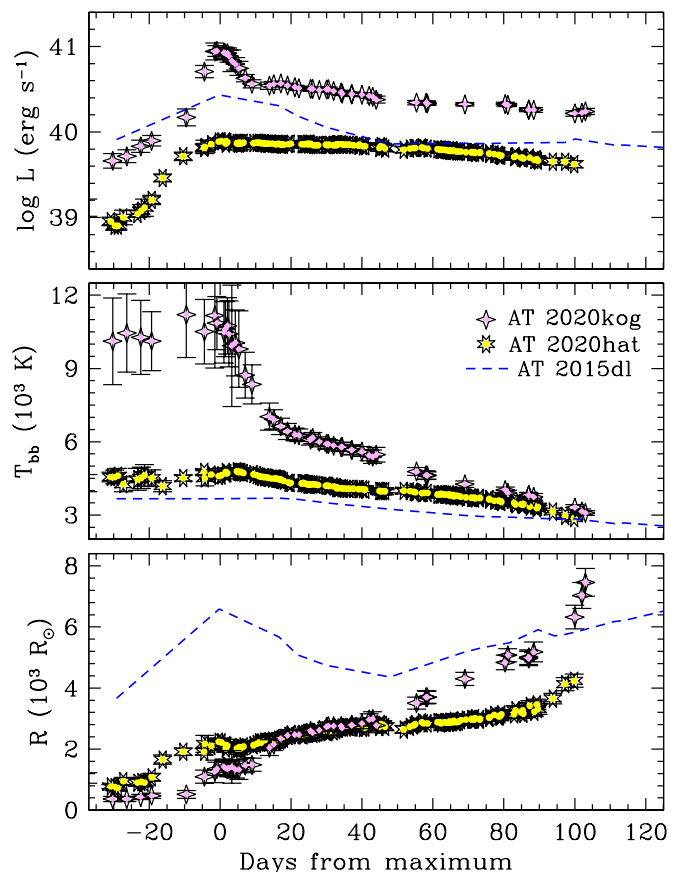 41
40
39
log L (erg s⁻¹)
12
9
6
3
T_bb (10³ K)
AT 2020kog
AT 2020hat
AT 2015dl
8
6
4
2
0
R (10³ R_⊙)
−20 0 20 40 60 80 100 120
Days from maximum